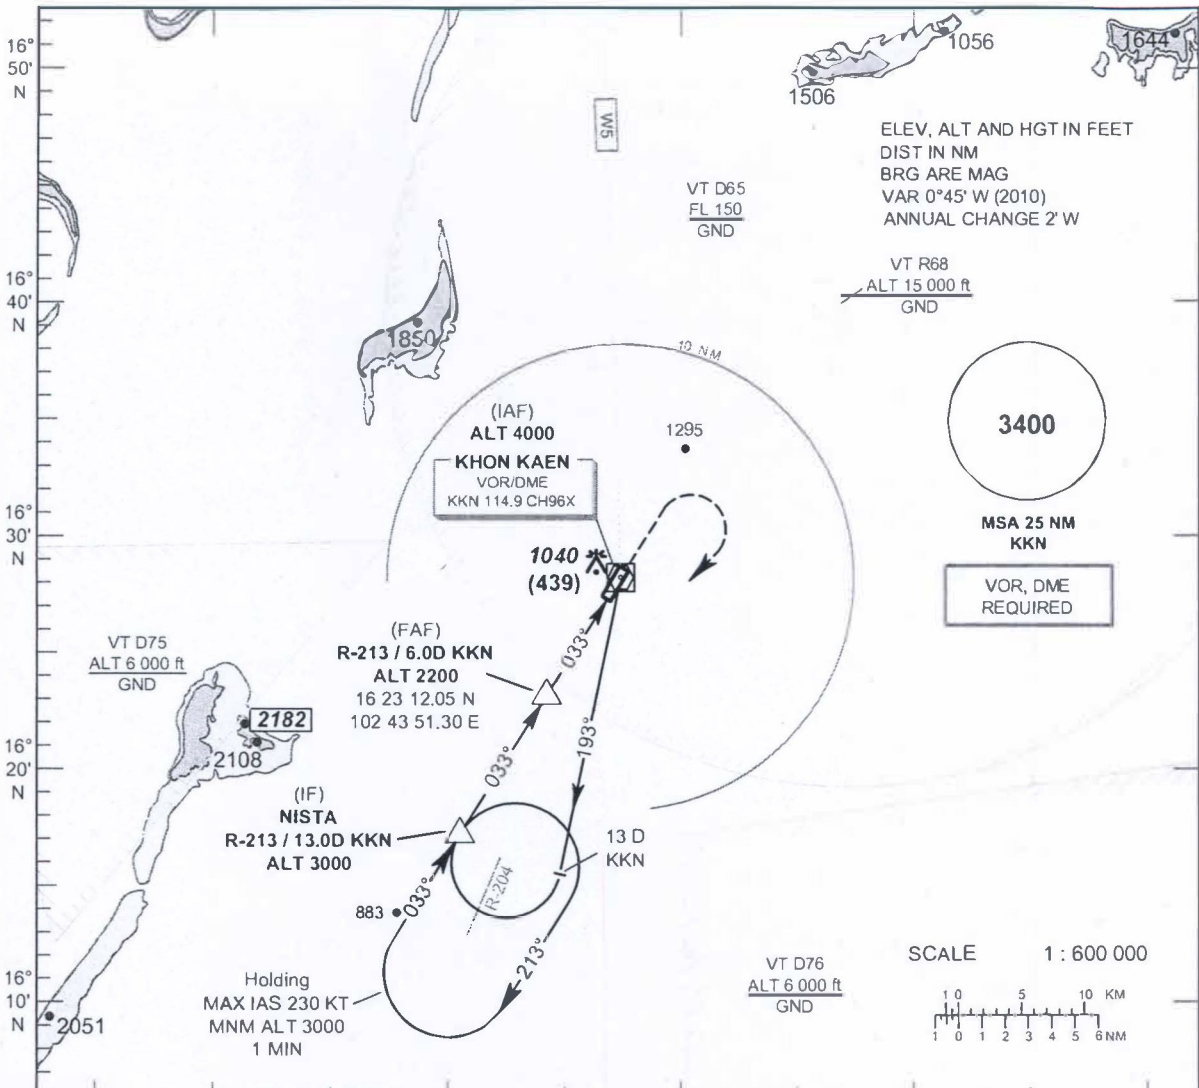 16°
50'
N
1056
1644
1506
W5
ELEV, ALT AND HGT IN FEET
DIST IN NM
BRG ARE MAG
VAR 0°45' W (2010)
ANNUAL CHANGE 2' W
VT D65
FL 150
GND
VT R68
ALT 15 000 ft
GND
16°
40'
N
1850
10 NM
(IAF)
ALT 4000
KHON KAEN
VOR/DME
KKN 114.9 CH96X
1295
3400
MSA 25 NM
KKN
VOR, DME
REQUIRED
16°
30'
N
1040
(439)
(FAF)
R-213 / 6.0D KKN
ALT 2200
16 23 12.05 N
102 43 51.30 E
033°
193°
VT D75
ALT 6 000 ft
GND
2182
2108
16°
20'
N
033°
(IF)
NISTA
R-213 / 13.0D KKN
ALT 3000
13 D
KKN
R-204
883
033°
213°
Holding
MAX IAS 230 KT
MNM ALT 3000
1 MIN
16°
10'
N
2051
VT D76
ALT 6 000 ft
GND
SCALE 1 : 600 000
1 0 5 10 KM
1 0 1 2 3 4 5 6 NM